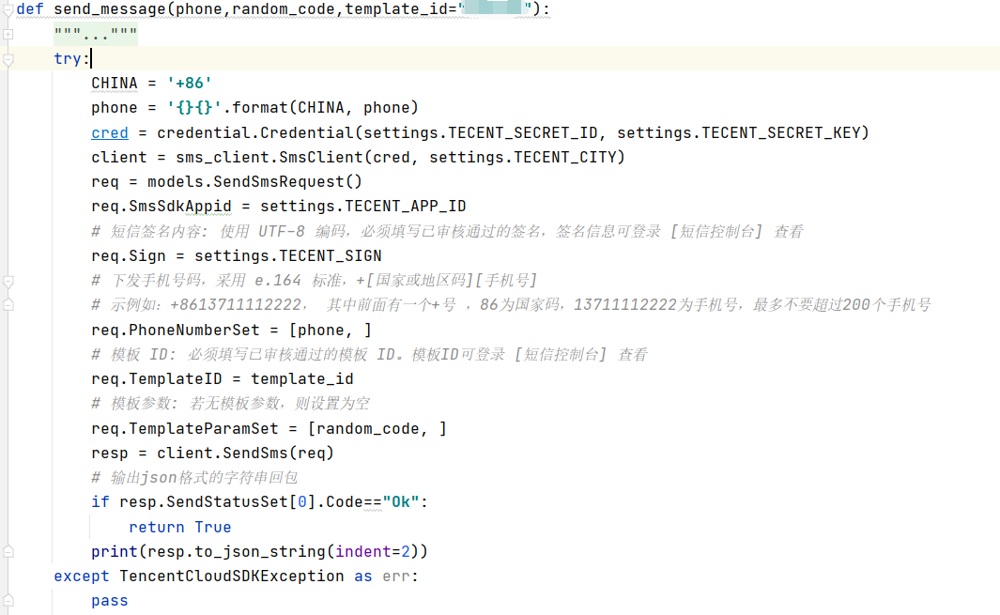 def send_message(phone,random_code,template_id=" "):
"""..."""
try:
CHINA = '+86'
phone = '{}{}'.format(CHINA, phone)
cred = credential.Credential(settings.TECENT_SECRET_ID, settings.TECENT_SECRET_KEY)
client = sms_client.SmsClient(cred, settings.TECENT_CITY)
req = models.SendSmsRequest()
req.SmsSdkAppid = settings.TECENT_APP_ID
# 短信签名内容: 使用 UTF-8 编码，必须填写已审核通过的签名，签名信息可登录 [短信控制台] 查看
req.Sign = settings.TECENT_SIGN
# 下发手机号码，采用 e.164 标准，+[国家或地区码][手机号]
# 示例如：+8613711112222， 其中前面有一个+号 ，86为国家码，13711112222为手机号，最多不要超过200个手机号
req.PhoneNumberSet = [phone, ]
# 模板 ID: 必须填写已审核通过的模板 ID。模板ID可登录 [短信控制台] 查看
req.TemplateID = template_id
# 模板参数: 若无模板参数，则设置为空
req.TemplateParamSet = [random_code, ]
resp = client.SendSms(req)
# 输出json格式的字符串回包
if resp.SendStatusSet[0].Code=="Ok":
return True
print(resp.to_json_string(indent=2))
except TencentCloudSDKException as err:
pass